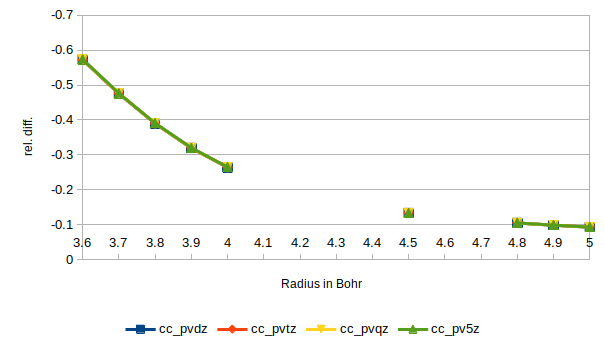 -0.7
-0.6
-0.5
-0.4
rel. diff.
-0.3
-0.2
-0.1
3.6 3.7 3.8 3.9 4 4.1 4.2 4.3 4.4 4.5 4.6 4.7 4.8 4.9 5
0
Radius in Bohr
cc_pvdz cc_pvtz cc_pvqz cc_pv5z